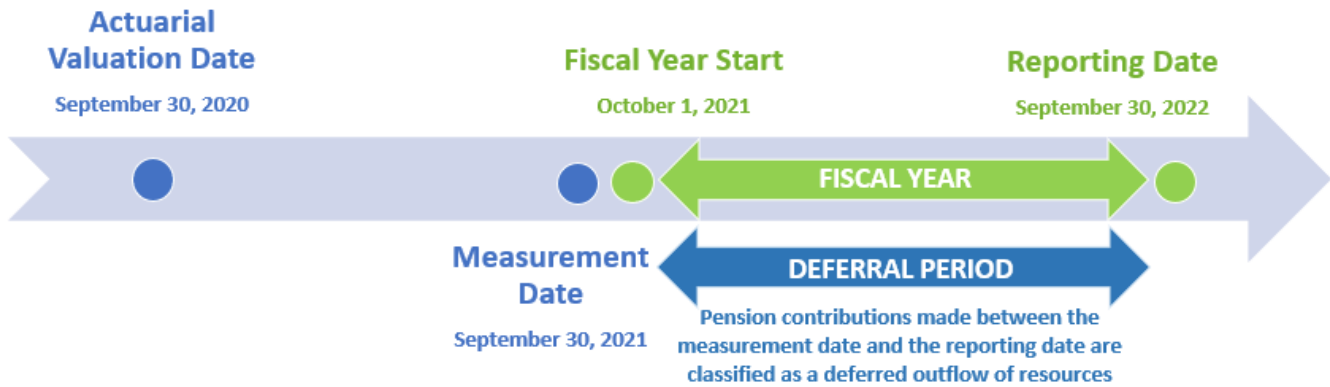 Actuarial
Valuation Date
September 30, 2020
Fiscal Year Start
October 1, 2021
Reporting Date
September 30, 2022
FISCAL YEAR
Measurement
Date
September 30, 2021
DEFERRAL PERIOD
Pension contributions made between the
measurement date and the reporting date are
classified as a deferred outflow of resources